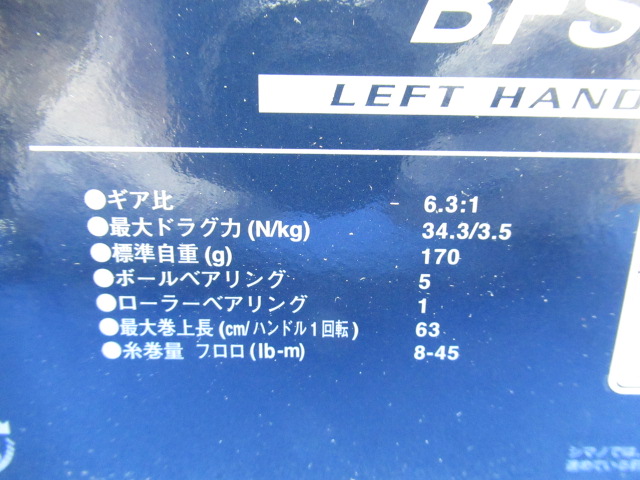 BFS
LEFT HAND
●ギア比 6.3:1
●最大ドラグ力(N/kg) 34.3/3.5
●標準自重(g) 170
●ボールベアリング 5
●ローラーベアリング 1
●最大巻上長(cm/ハンドル1回転) 63
●糸巻量 フロロ(lb-m) 8-45